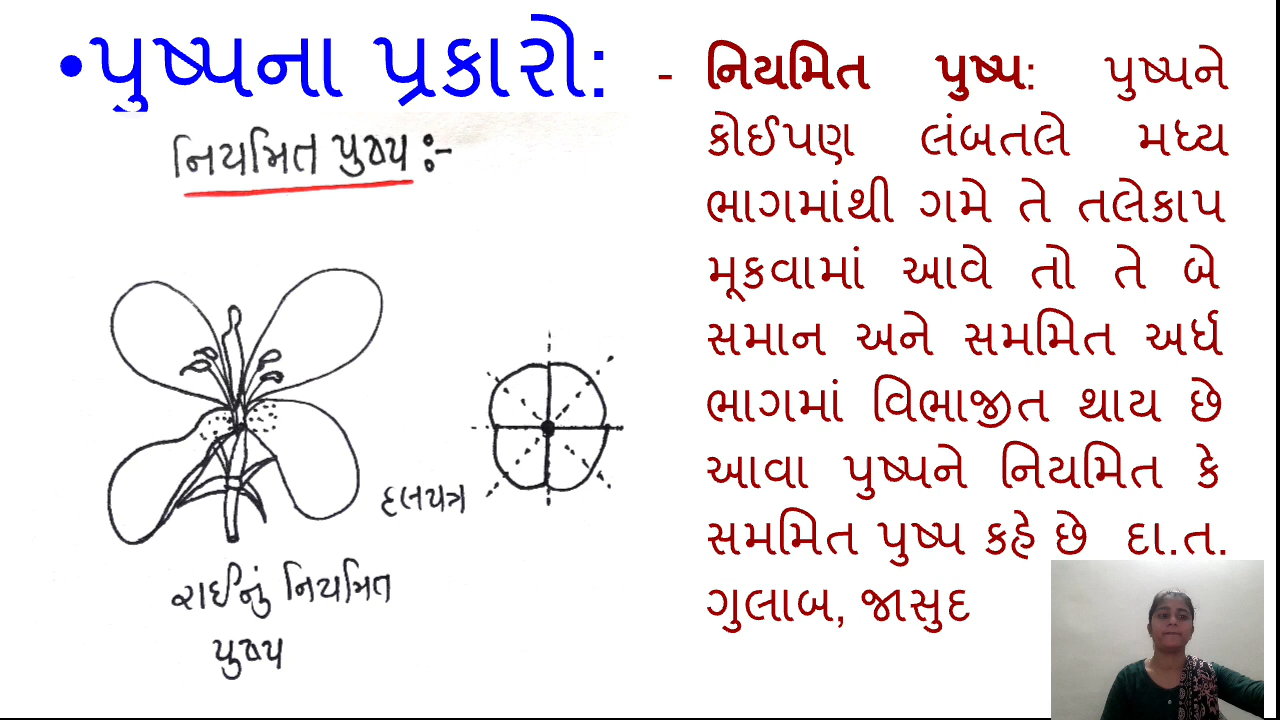 •પુષ્પના પ્રકારો:
નિયમિત પુષ્પ :-
દલપત્ર
રાઈનું નિયમિત
પુષ્પ
- નિયમિત પુષ્પ: પુષ્પને
કોઈપણ લંબતલે મધ્ય
ભાગમાંથી ગમે તે તલેકાપ
મૂકવામાં આવે તો તે બે
સમાન અને સમમિત અર્ધ
ભાગમાં વિભાજીત થાય છે
આવા પુષ્પને નિયમિત કે
સમમિત પુષ્પ કહે છે દા.ત.
ગુલાબ, જાસુદ